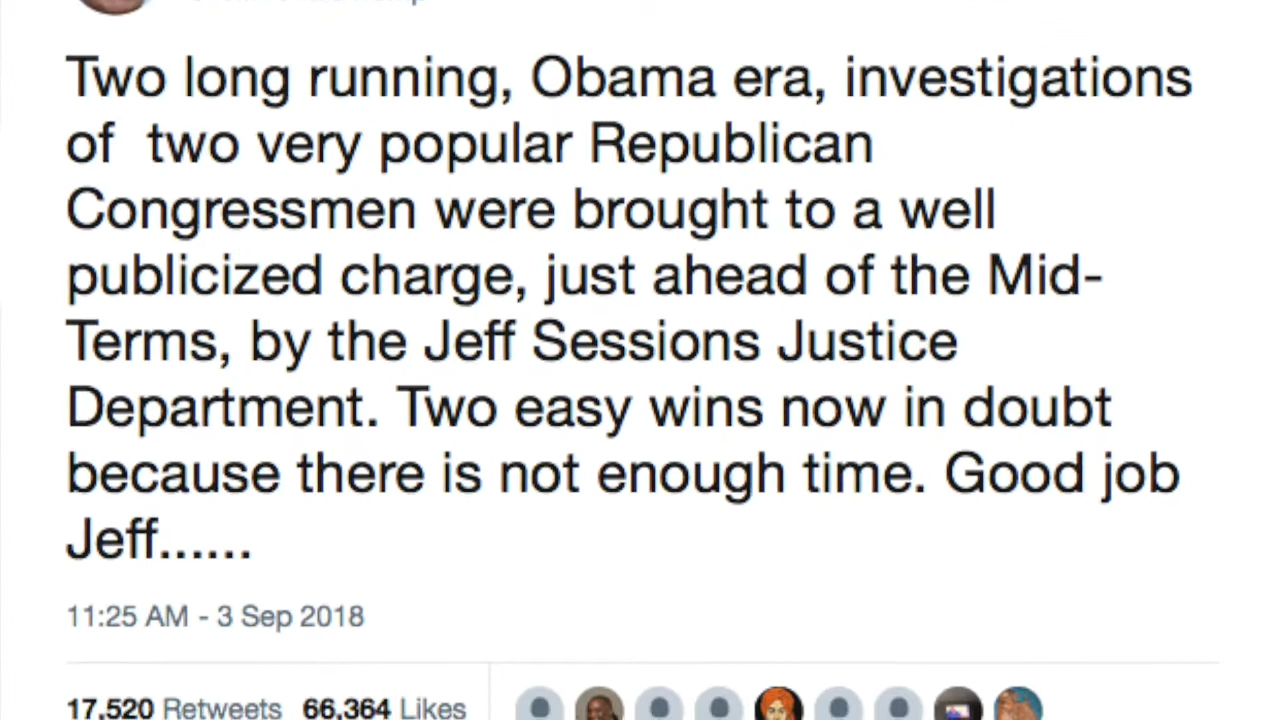 Two long running, Obama era, investigations
of  two very popular Republican
Congressmen were brought to a well
publicized charge, just ahead of the Mid-
Terms, by the Jeff Sessions Justice
Department. Two easy wins now in doubt
because there is not enough time. Good job
Jeff......
11:25 AM - 3 Sep 2018
17,520 Retweets 66,364 Likes